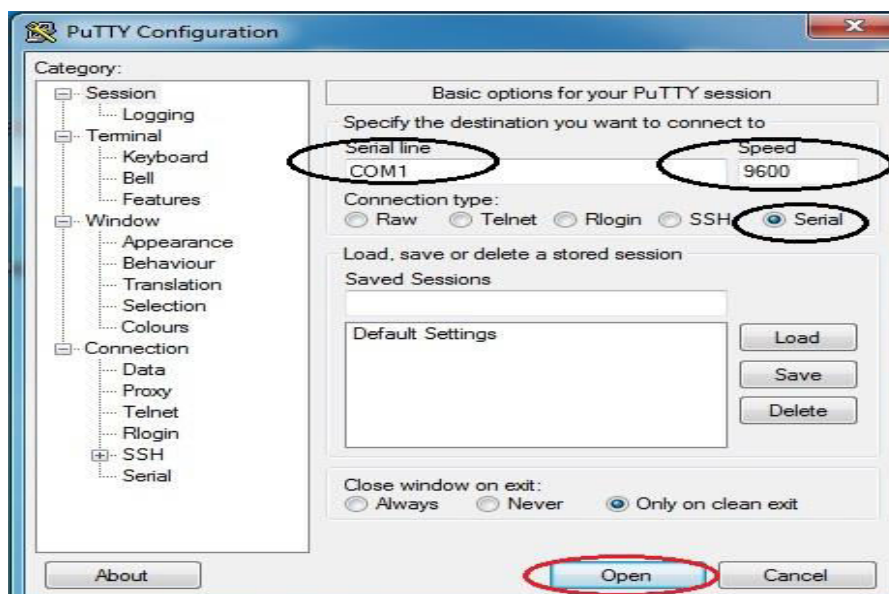 PuTTY Configuration
Category:
Session
Logging
Terminal
Keyboard
Bell
Features
Window
Appearance
Behaviour
Translation
Selection
Colours
Connection
Data
Proxy
Telnet
Rlogin
SSH
Serial
About
Basic options for your PuTTY session
Specify the destination you want to connect to
Serial line Speed
COM1 9600
Connection type:
Raw Telnet Rlogin SSH Serial
Load, save or delete a stored session
Saved Sessions
Default Settings
Load
Save
Delete
Close window on exit:
Always Never Only on clean exit
Open Cancel